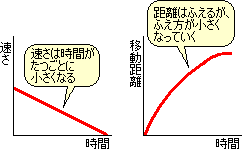 速さ
速さは時間が
たつごとに
小さくなる
時間
移動距離
距離はふえるが、
ふえ方が小さく
なっていく
時間